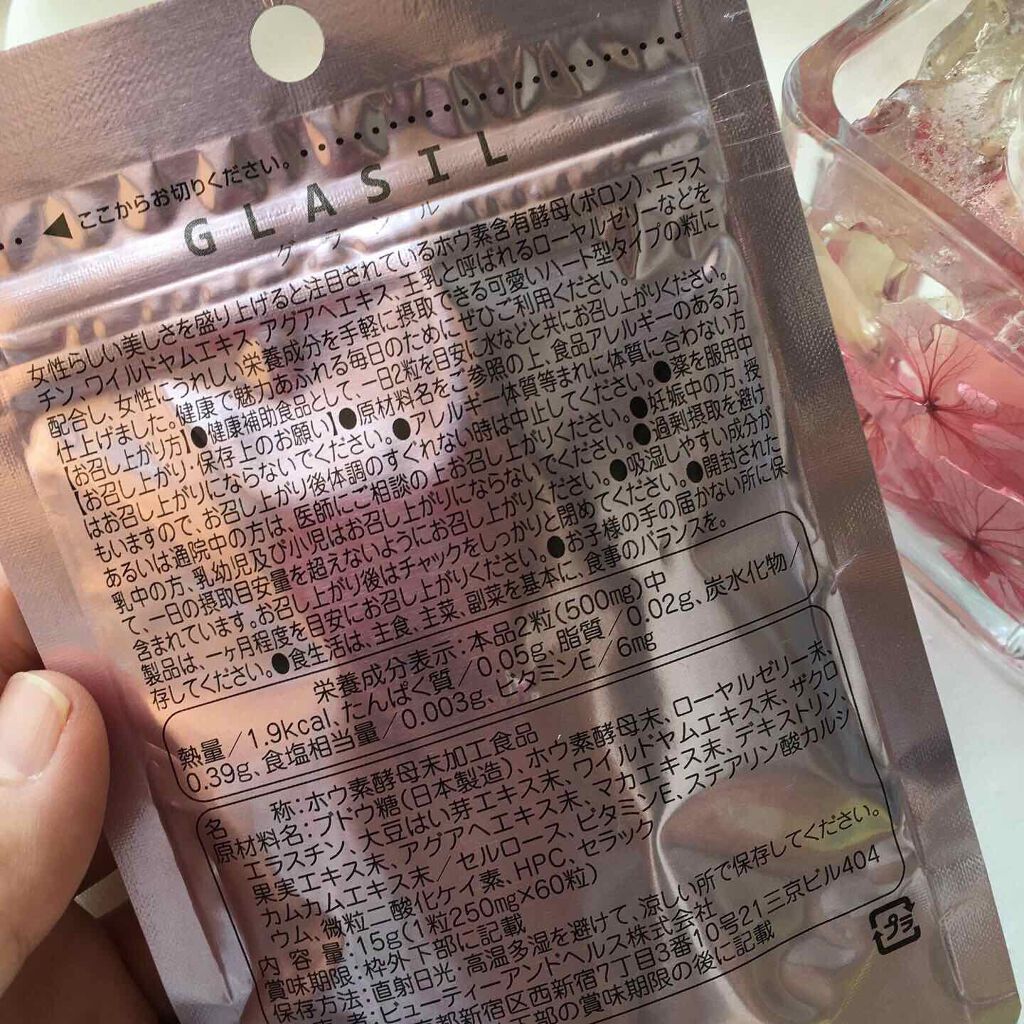 ここからお切りください。
GLASIL
グラシル
女性らしい美しさを盛り上げると注目されているホウ素含有酵母(ボロン)、エラス
チン、ワイルドヤムエキス、アグアヘエキス、王乳と呼ばれるローヤルゼリーなどを
配合し、女性にうれしい栄養成分を手軽に摂取できる可愛いハート型タイプの粒に
仕上げました。健康で魅力あふれる毎日のためにぜひご利用ください。
【お召し上がり方】●健康補助食品として、一日2粒を目安に水などと共にお召し上がりください。
【お召し上がり・保存上のお願い】●原材料名をご参照の上、食品アレルギーのある方
はお召し上がりにならないでください。●アレルギー体質等まれに体質に合わない方
もいますので、お召し上がり後体調のすぐれない時は中止してください。●薬を服用中
あるいは通院中の方は、医師にご相談の上お召し上がりください。●妊娠中の方、授
乳中の方、乳幼児及び小児はお召し上がりにならないでください。●過剰摂取を避け
て、一日の摂取目安量を超えないようにお召し上がりください。●吸湿しやすい成分が
含まれています。お召し上がり後はチャックをしっかりと閉めてください。●開封された
製品は、一ヶ月程度を目安にお召し上がりください。●お子様の手の届かない所に保
存してください。●食生活は、主食、主菜、副菜を基本に、食事のバランスを。
栄養成分表示:本品2粒(500mg)中
熱量/1.9kcal、たんぱく質/0.05g、脂質/0.02g、炭水化物/
0.39g、食塩相当量/0.003g、ビタミンE/6mg
名 称:ホウ素酵母末加工食品
原材料名:ブドウ糖(日本製造)、ホウ素酵母末、ローヤルゼリー末、
エラスチン、大豆はい芽エキス末、ワイルドヤムエキス末、ザクロ
果実エキス末、アグアヘエキス末、マカエキス末、デキストリン、
カムカムエキス末/セルロース、ビタミンE、ステアリン酸カルシ
ウム、微粒二酸化ケイ素、HPC、セラック
内 容 量:15g(1粒250mg×60粒)
賞味期限:枠外下部に記載
保存方法:直射日光・高温多湿を避けて、涼しい所で保存してください。
者:ビューティーアンドヘルス株式会社
京都新宿区西新宿7丁目3番10号21三京ビル404
下部の賞味期限の後に記載
プラ